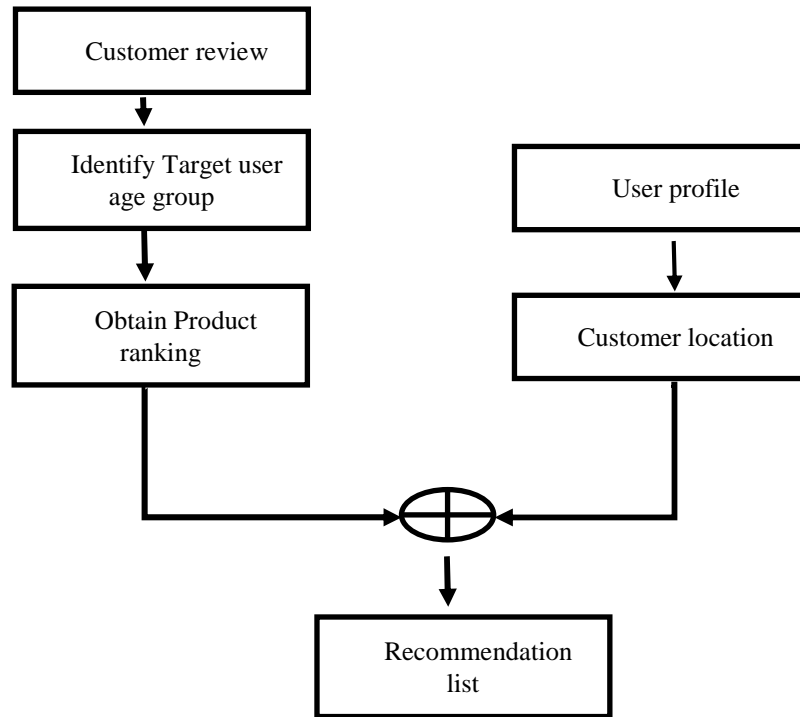 Customer review
Identify Target user
age group
User profile
Obtain Product
ranking
Customer location
Recommendation
list